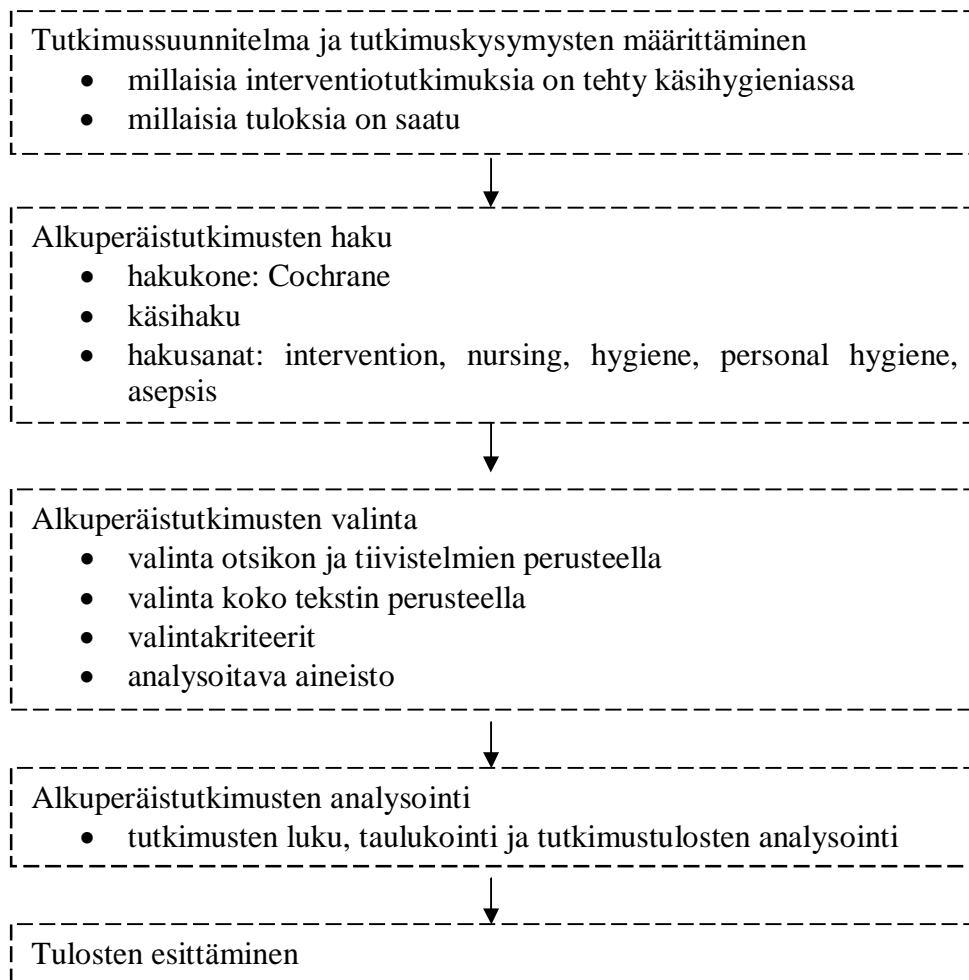 Tutkimussuunnitelma ja tutkimuskysymysten määrittäminen
• millaisia interventiotutkimuksia on tehty käsihygieniassa
• millaisia tuloksia on saatu
Alkuperäistutkimusten haku
• hakukone: Cochrane
• käsihaku
• hakusanat: intervention, nursing, hygiene, personal hygiene,
asepsis
Alkuperäistutkimusten valinta
• valinta otsikon ja tiivistelmien perusteella
• valinta koko tekstin perusteella
• valintakriteerit
• analysoitava aineisto
Alkuperäistutkimusten analysointi
• tutkimusten luku, taulukointi ja tutkimustulosten analysointi
Tulosten esittäminen